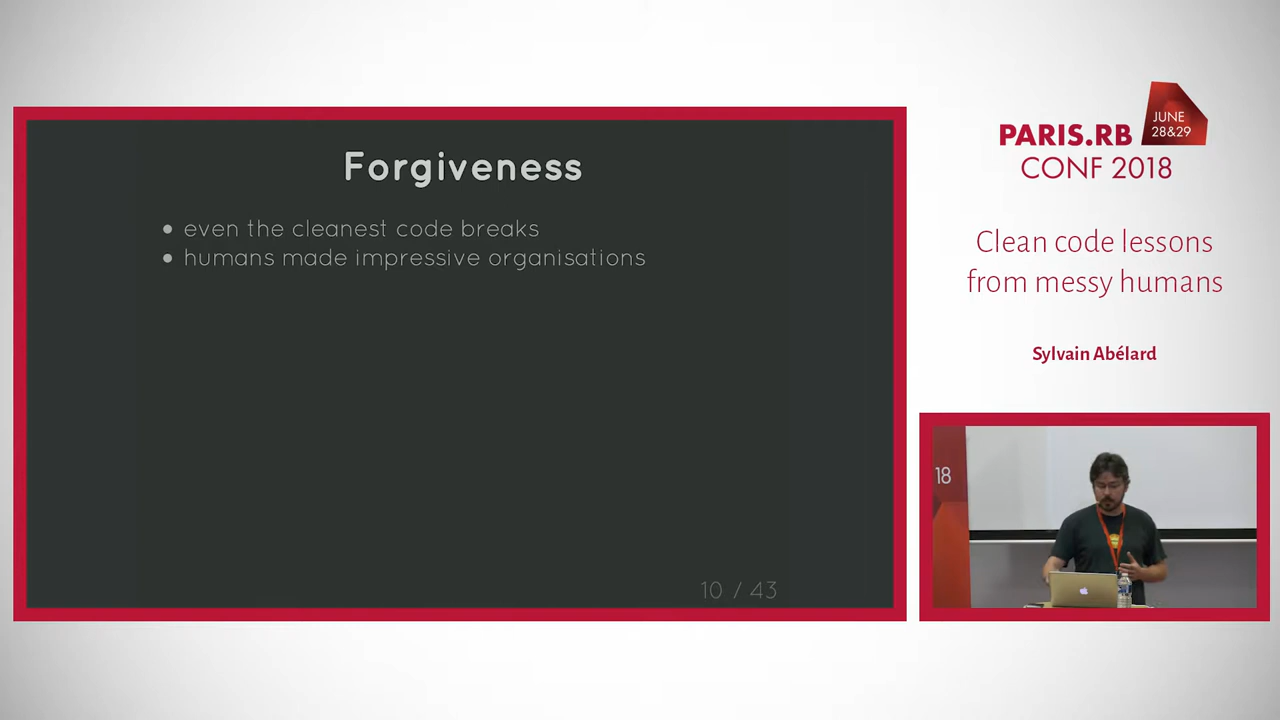 Forgiveness
even the cleanest code breaks
humans made impressive organisations
10 / 43
PARIS.RB
JUNE
28&29
CONF 2018
Clean code lessons
from messy humans
Sylvain Abélard
18